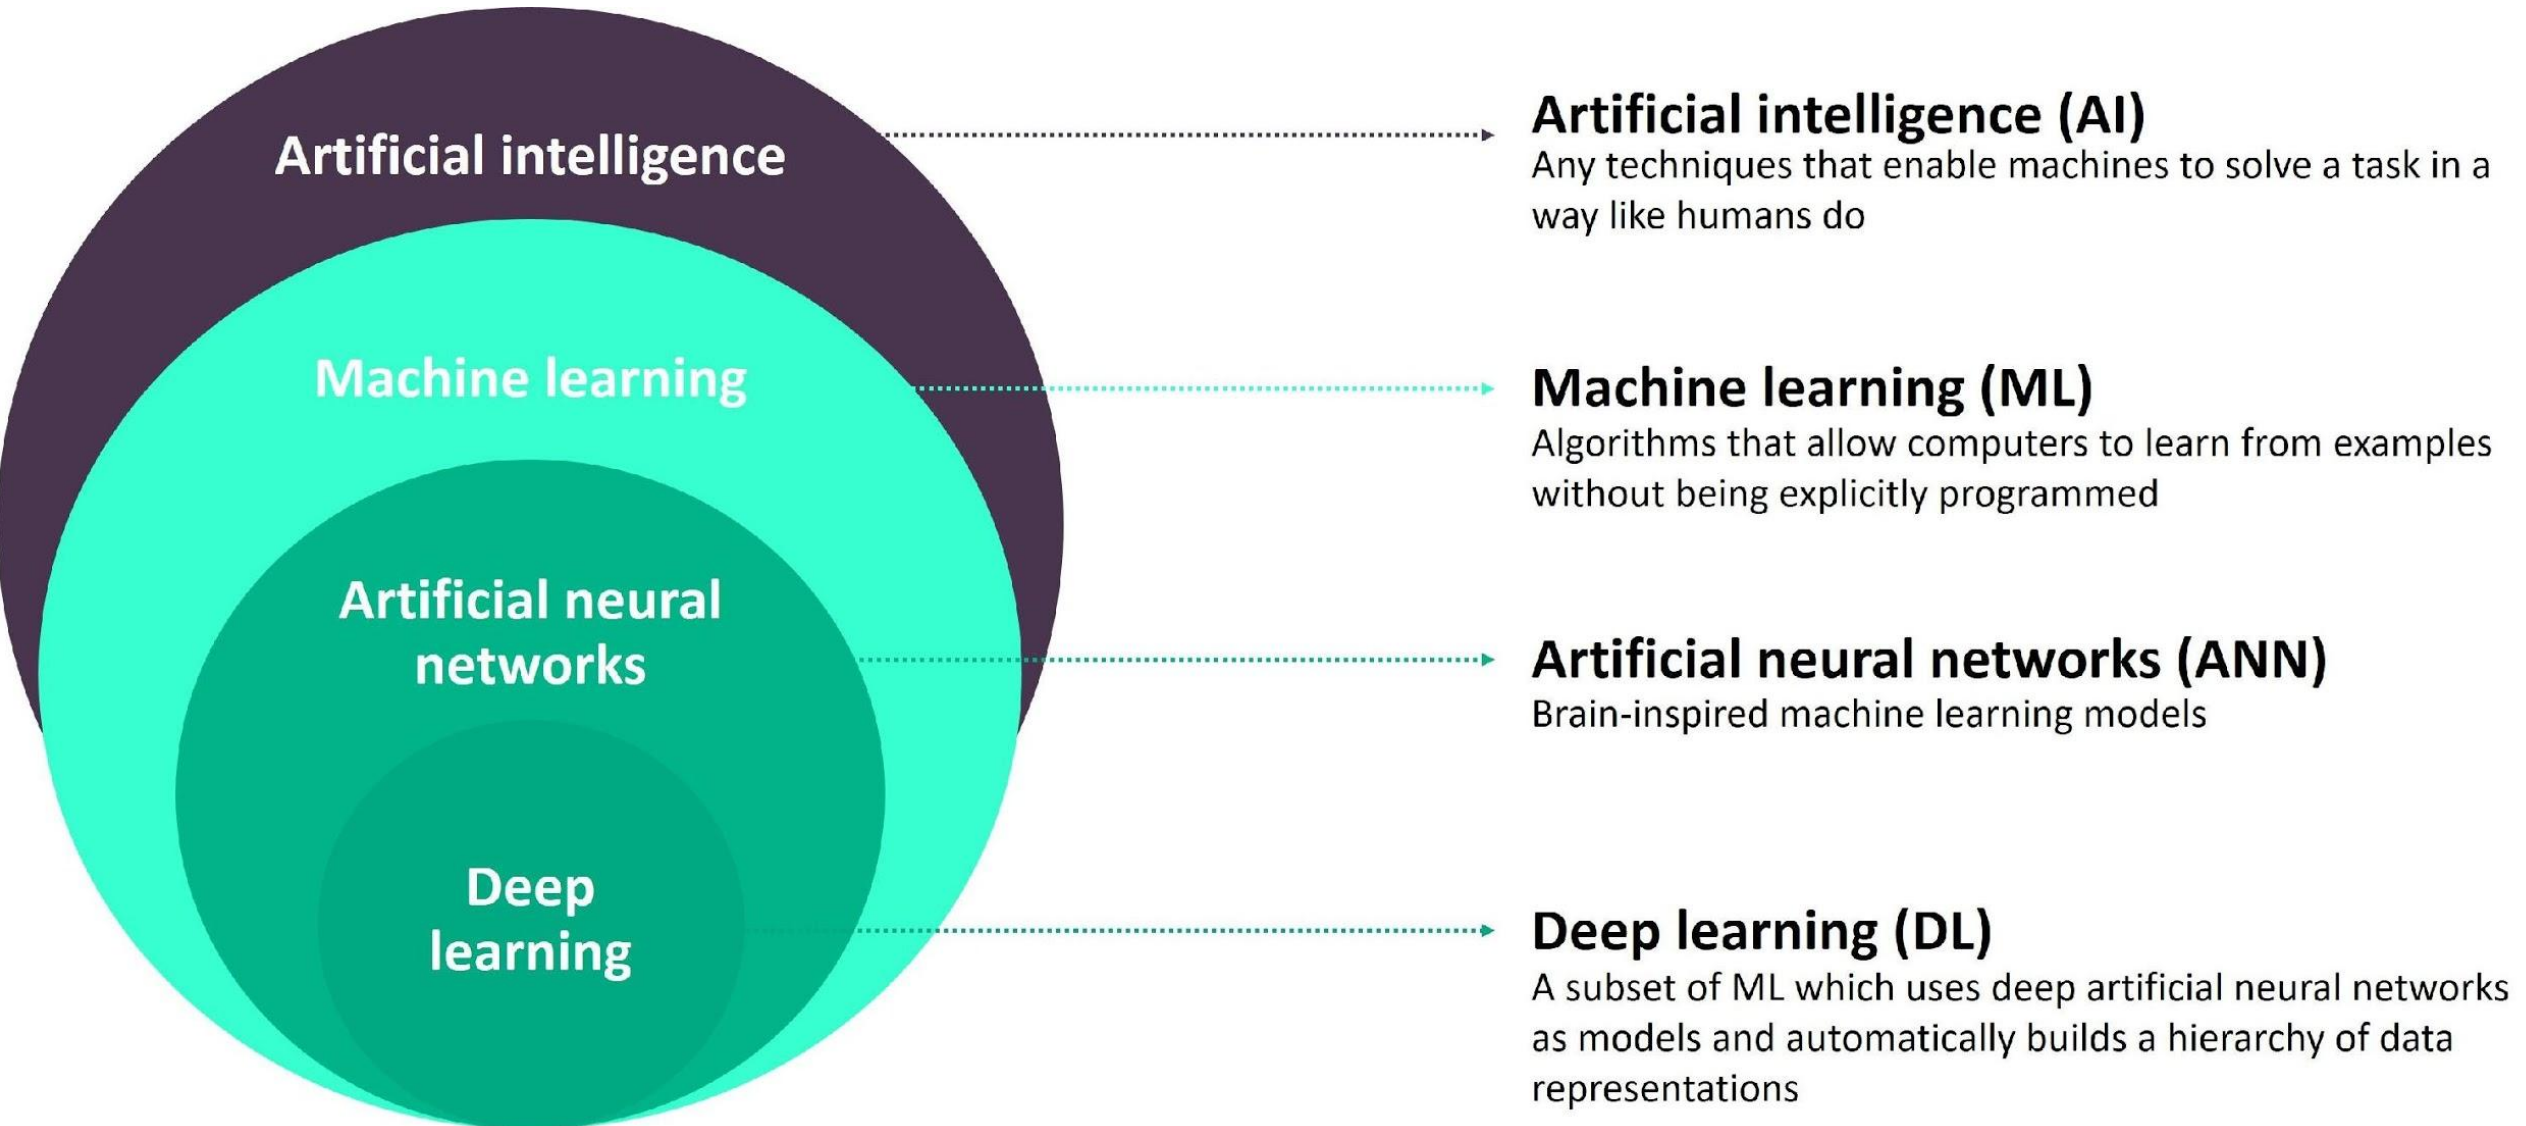 Artificial intelligence
Machine learning
Artificial neural
networks
Deep
learning
Artificial intelligence (AI)
Any techniques that enable machines to solve a task in a
way like humans do
Machine learning (ML)
Algorithms that allow computers to learn from examples
without being explicitly programmed
Artificial neural networks (ANN)
Brain-inspired machine learning models
Deep learning (DL)
A subset of ML which uses deep artificial neural networks
as models and automatically builds a hierarchy of data
representations